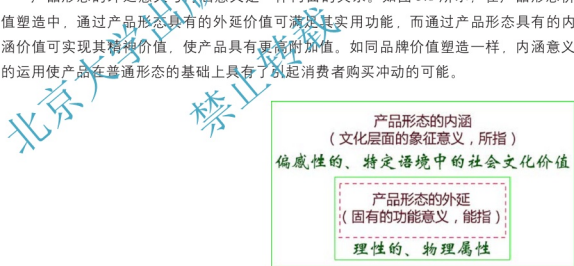 值塑造中，通过产品形态具有的外延价值可满足其实用功能，而通过产品形态具有的内
涵价值可实现其精神价值，使产品具有更高附加值。如同品牌价值塑造一样，内涵意义
的运用使产品在普通形态的基础上具有了引起消费者购买冲动的可能。
产品形态的内涵
（文化层面的象征意义，所指）
偏感性的、特定语境中的社会文化价值
产品形态的外延
（固有的功能意义，能指）
理性的、物理属性
北京大学出版
禁止转载